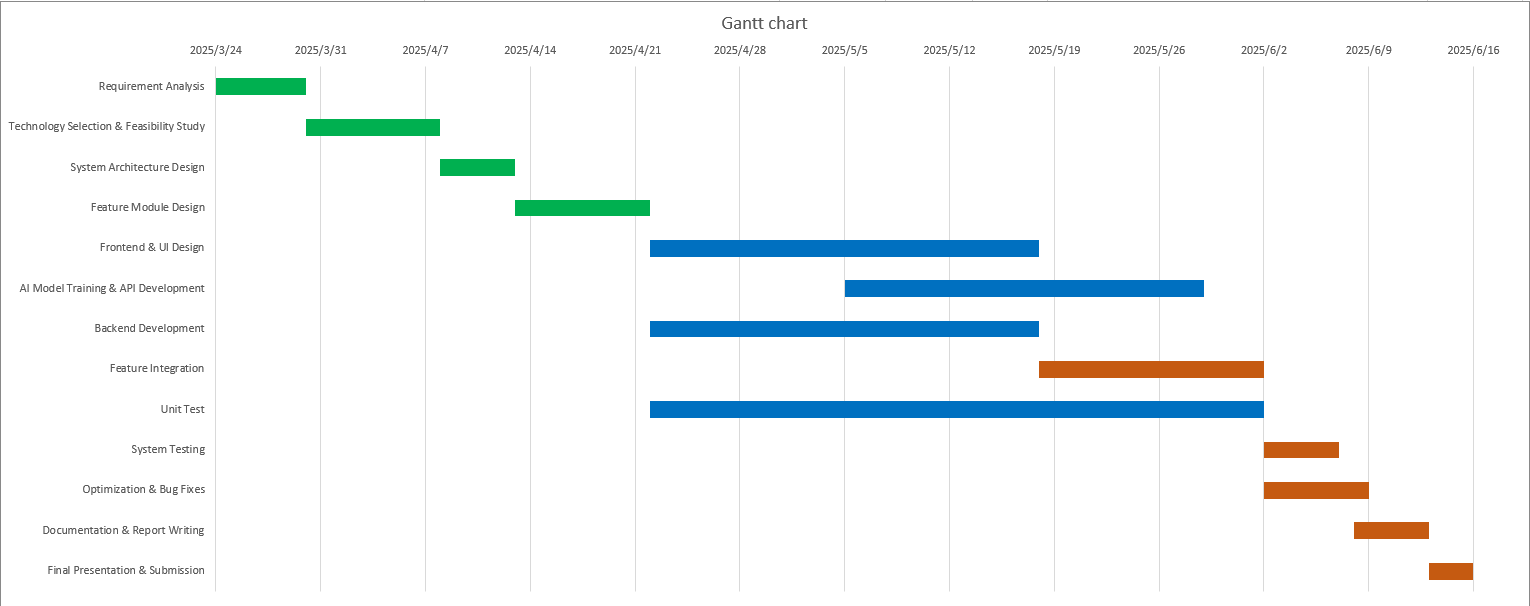 Gantt chart
2025/3/24 2025/3/31 2025/4/7 2025/4/14 2025/4/21 2025/4/28 2025/5/5 2025/5/12 2025/5/19 2025/5/26 2025/6/2 2025/6/9 2025/6/16
Requirement Analysis
Technology Selection & Feasibility Study
System Architecture Design
Feature Module Design
Frontend & UI Design
AI Model Training & API Development
Backend Development
Feature Integration
Unit Test
System Testing
Optimization & Bug Fixes
Documentation & Report Writing
Final Presentation & Submission